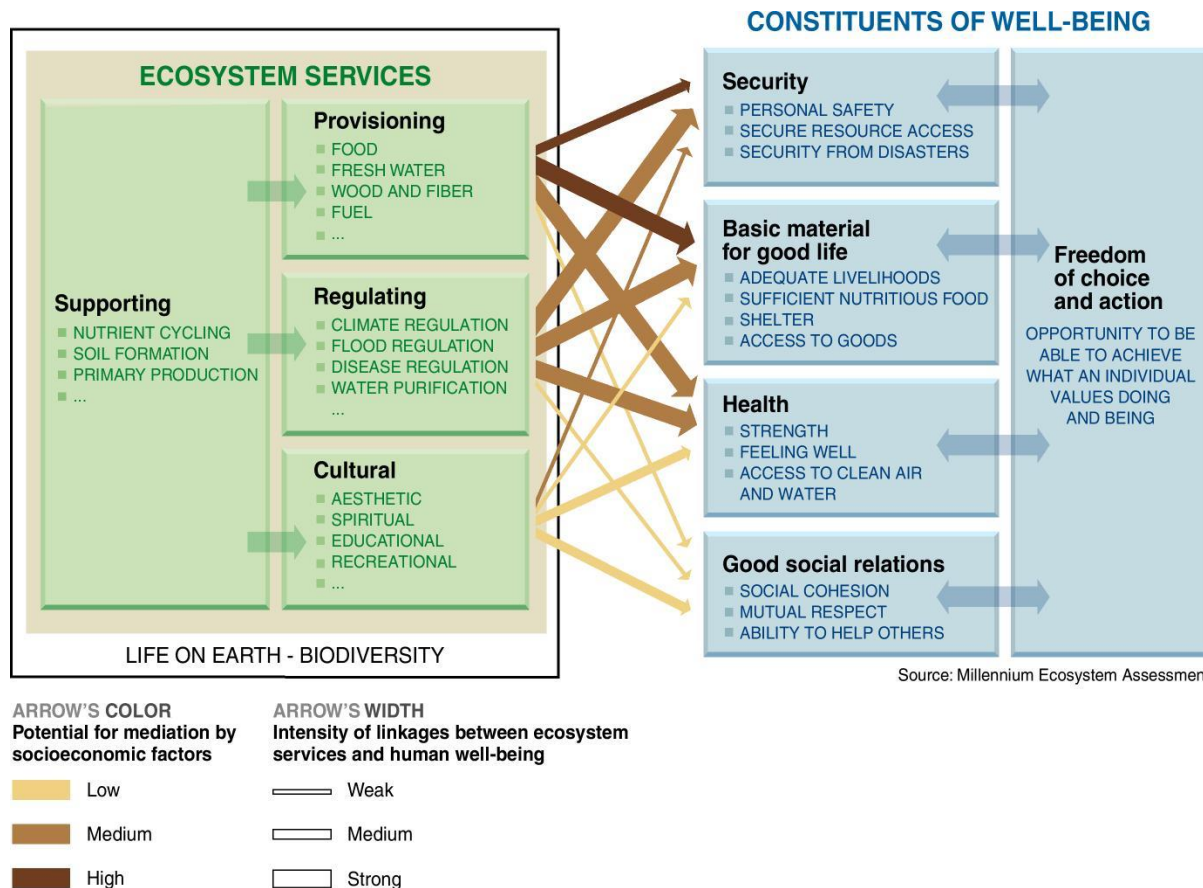 CONSTITUENTS OF WELL-BEING
ECOSYSTEM SERVICES
Supporting
NUTRIENT CYCLING
SOIL FORMATION
PRIMARY PRODUCTION
...
Provisioning
FOOD
FRESH WATER
WOOD AND FIBER
FUEL
...
Regulating
CLIMATE REGULATION
FLOOD REGULATION
DISEASE REGULATION
WATER PURIFICATION
...
Cultural
AESTHETIC
SPIRITUAL
EDUCATIONAL
RECREATIONAL
...
LIFE ON EARTH - BIODIVERSITY
Security
PERSONAL SAFETY
SECURE RESOURCE ACCESS
SECURITY FROM DISASTERS
Basic material
for good life
ADEQUATE LIVELIHOODS
SUFFICIENT NUTRITIOUS FOOD
SHELTER
ACCESS TO GOODS
Health
STRENGTH
FEELING WELL
ACCESS TO CLEAN AIR
AND WATER
Good social relations
SOCIAL COHESION
MUTUAL RESPECT
ABILITY TO HELP OTHERS
Freedom
of choice
and action
OPPORTUNITY TO BE
ABLE TO ACHIEVE
WHAT AN INDIVIDUAL
VALUES DOING
AND BEING
Source: Millennium Ecosystem Assessmen
ARROW'S COLOR
Potential for mediation by
socioeconomic factors
Low
Medium
High
ARROW'S WIDTH
Intensity of linkages between ecosystem
services and human well-being
Weak
Medium
Strong